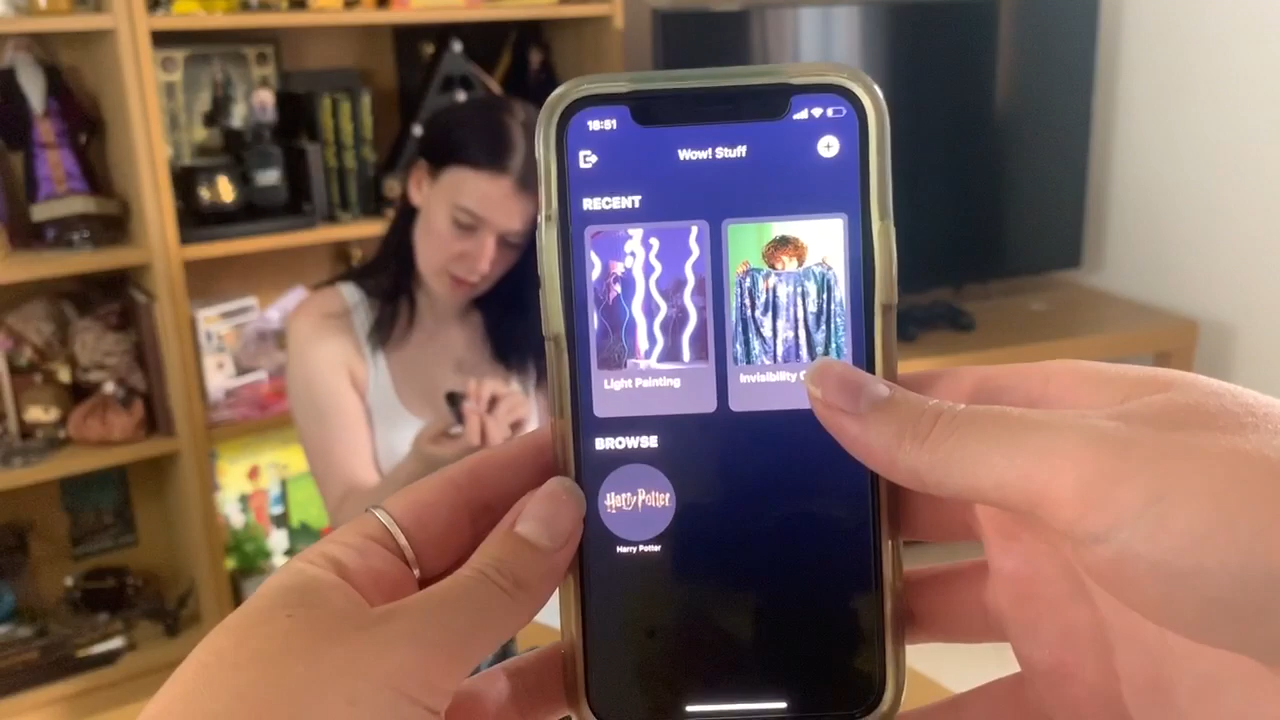 18:51
Wow! Stuff
RECENT
Light Painting
Invisibility
BROWSE
Harry Potter
Harry Potter